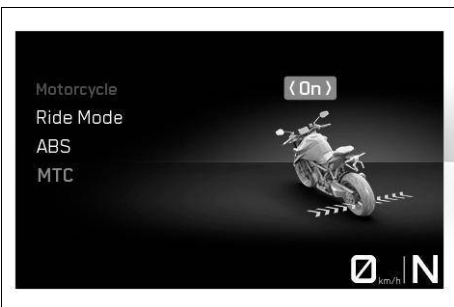 Motorcycle
⟨ On ⟩
Ride Mode
ABS
MTC
0 km/h | N